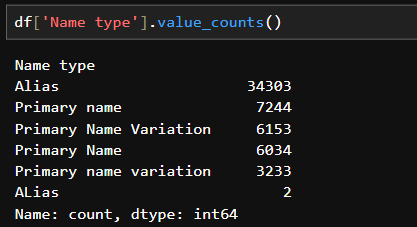 df['Name type'].value_counts()
Name type
Alias 34303
Primary name 7244
Primary Name Variation 6153
Primary Name 6034
Primary name variation 3233
ALias 2
Name: count, dtype: int64